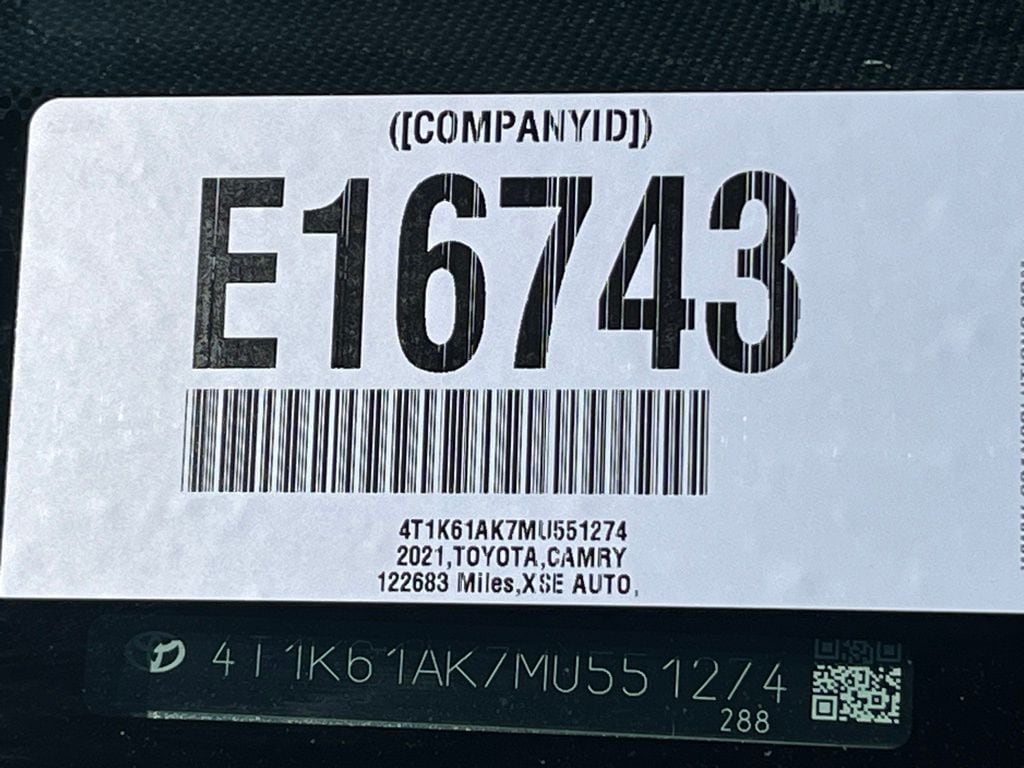 ([COMPANYID])
E16743
4T1K61AK7MU551274
2021,TOYOTA,CAMRY
122683 Miles,XSE AUTO,
4T1K61AK7MU551274
288